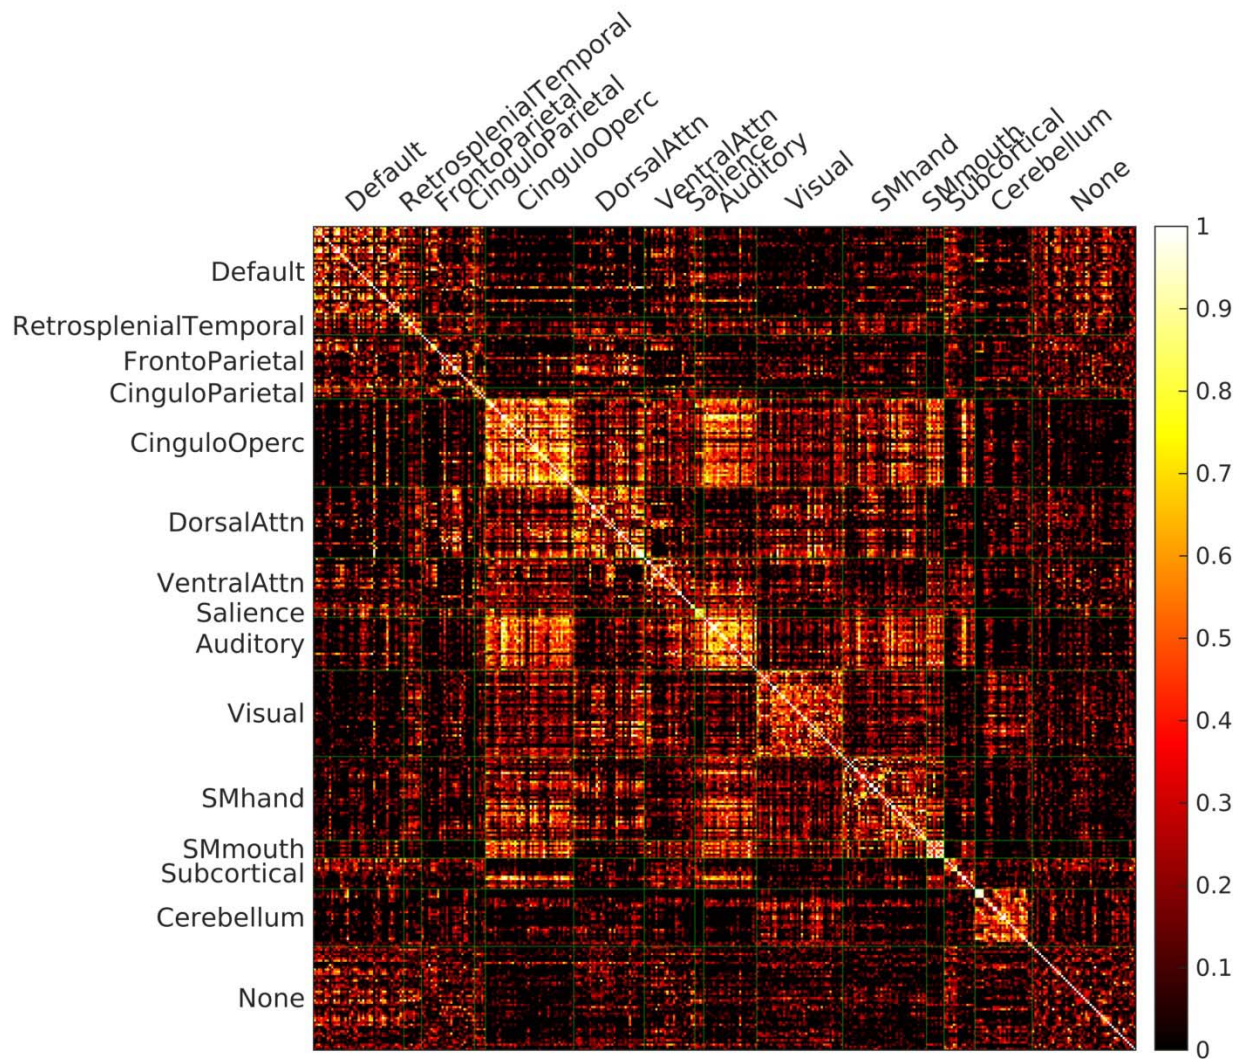 Default
RetrosplenialTemporal
FrontoParietal
CinguloParietal
CinguloOperc
DorsalAttn
VentralAttn
Salience
Auditory
Visual
SMhand
SMmouth
Subcortical
Cerebellum
None
Default
RetrosplenialTemporal
FrontoParietal
CinguloParietal
CinguloOperc
DorsalAttn
VentralAttn
Salience
Auditory
Visual
SMhand
SMmouth
Subcortical
Cerebellum
None
1
0.9
0.8
0.7
0.6
0.5
0.4
0.3
0.2
0.1
0